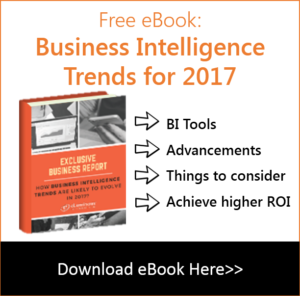 Free eBook:
Business Intelligence
Trends for 2017
EXCLUSIVE
BUSINESS REPORT
HOW BUSINESS INTELLIGENCE
TRENDS ARE LIKELY TO EVOLVE
IN 2017?
BI Tools
Advancements
Things to consider
Achieve higher ROI
Download eBook Here>>